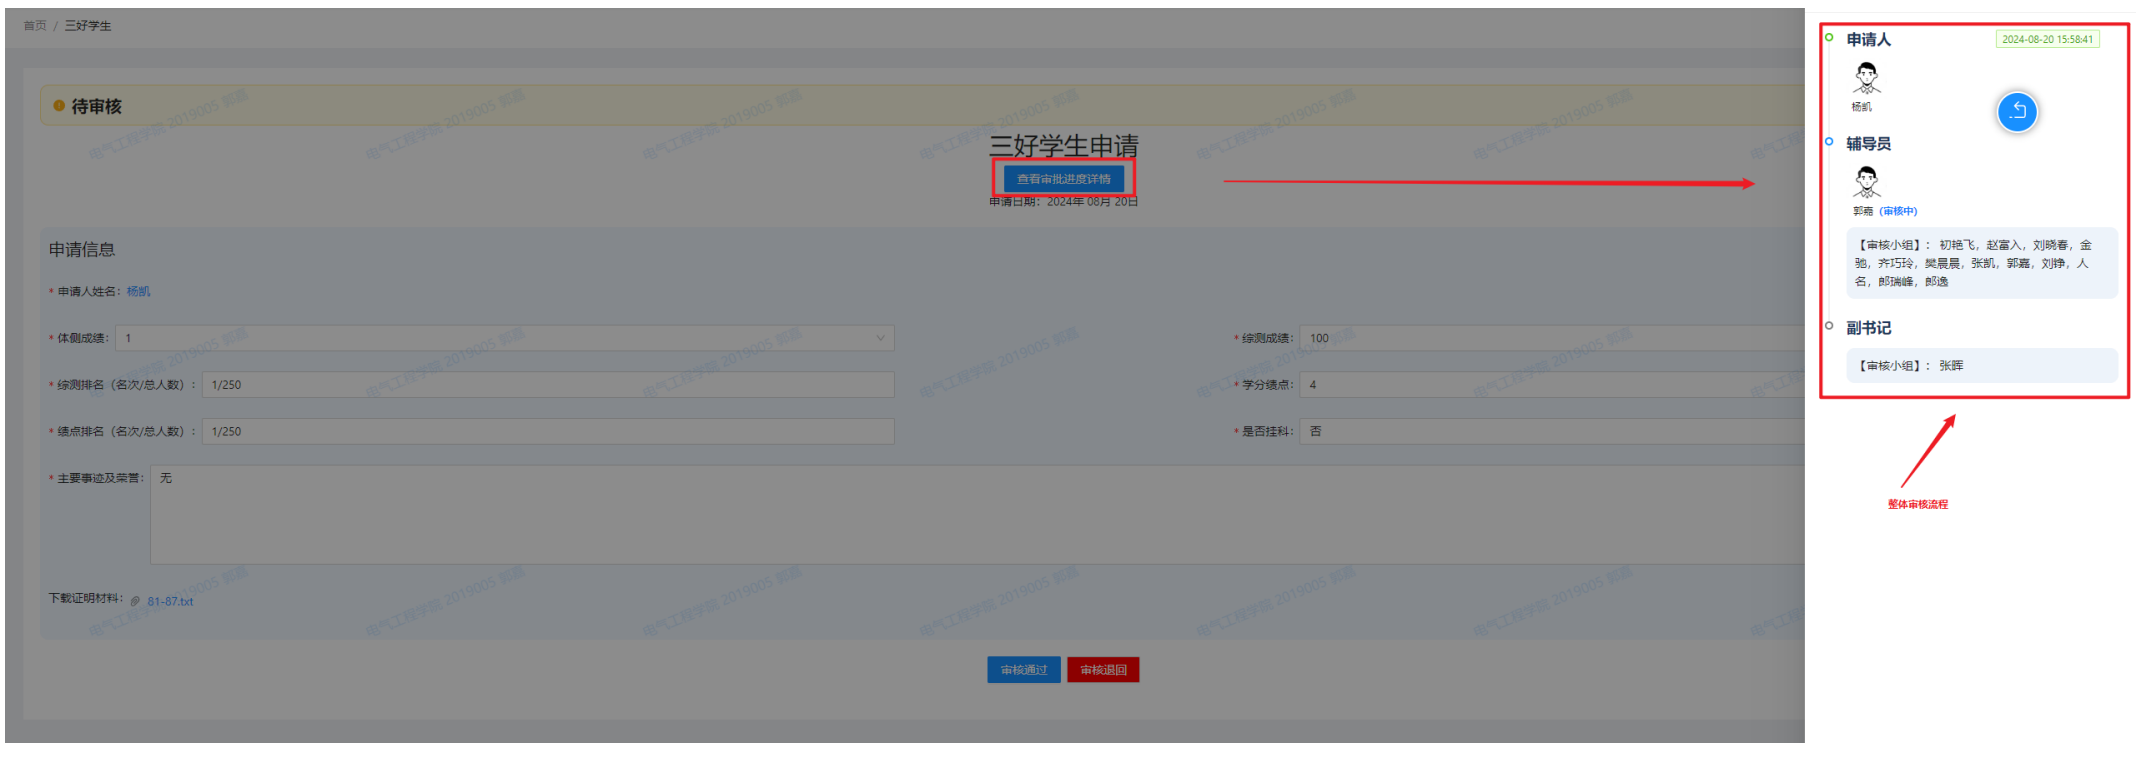 首页 / 三好学生
待审核
三好学生申请
查看审批进度详情
申请日期：2024年 08月 20日
申请信息
* 申请人姓名：杨凯
* 体侧成绩： 1
* 综测成绩： 100
* 综测排名（名次/总人数）： 1/250
* 学分绩点： 4
* 绩点排名（名次/总人数）： 1/250
* 是否挂科： 否
* 主要事迹及荣誉： 无
下载证明材料： 81-87.txt
审核通过 审核退回
申请人 2024-08-20 15:58:41
杨凯
辅导员
郭嘉 (审核中)
【审核小组】： 初艳飞，赵富入，刘晓春，金
驰，齐巧玲，樊晨晨，张凯，郭嘉，刘铮，人
名，郎瑞峰，郎逸
副书记
【审核小组】： 张晖
整体审核流程
电气工程学院 2019005 郭嘉